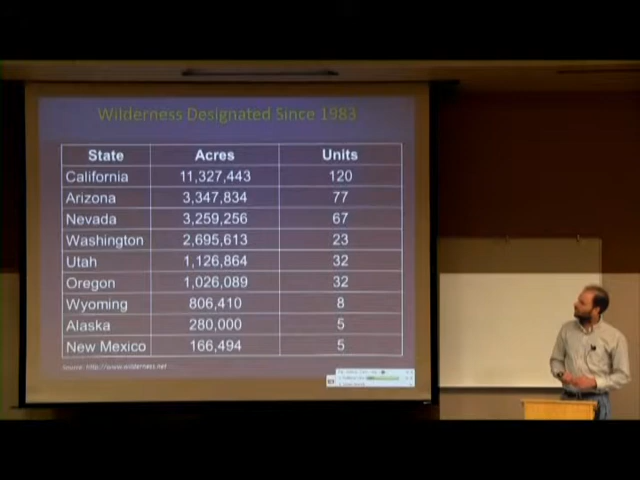 Wilderness Designated Since 1983
State Acres Units
California 11,327,443 120
Arizona 3,347,834 77
Nevada 3,259,256 67
Washington 2,695,613 23
Utah 1,126,864 32
Oregon 1,026,089 32
Wyoming 806,410 8
Alaska 280,000 5
New Mexico 166,494 5
Source: http://www.wilderness.net